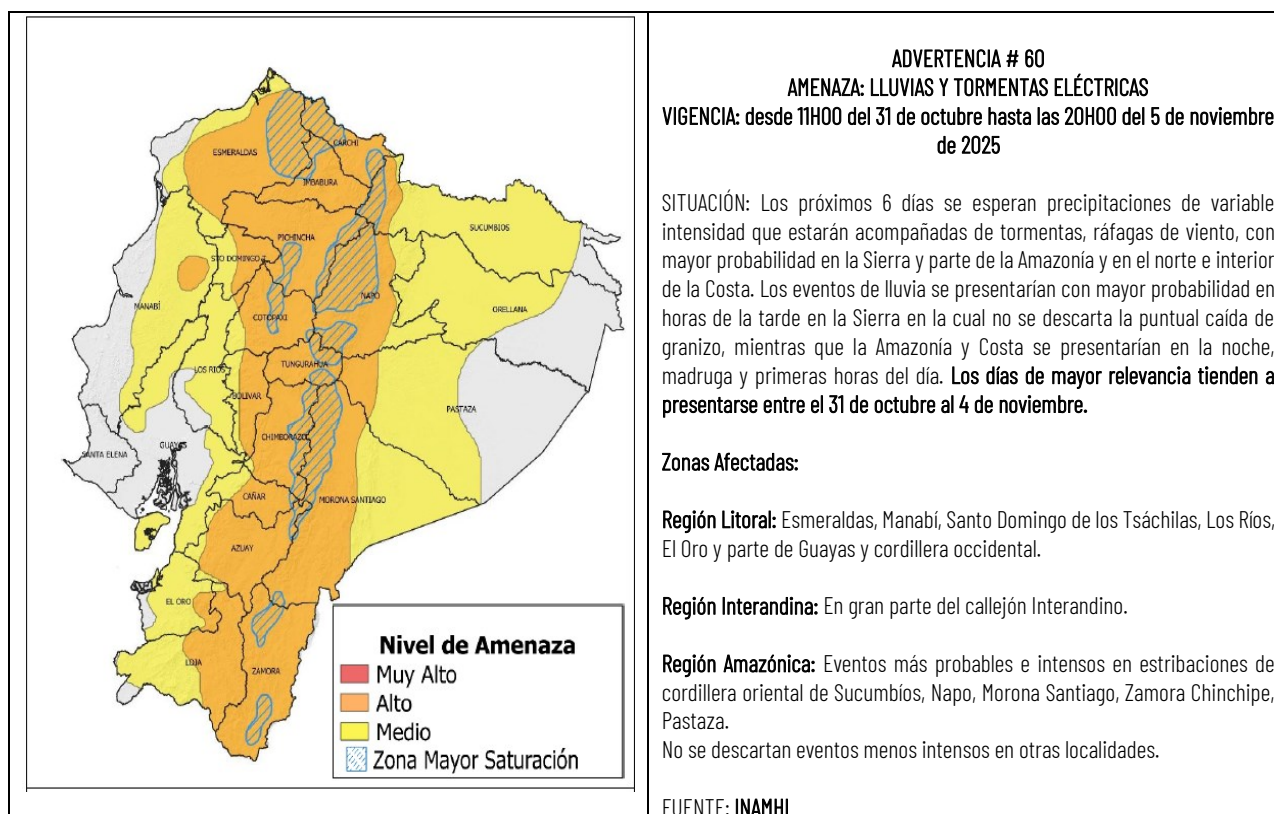 ESMERALDAS
CARCHI
IMBABURA
PICHINCHA
SUCUMBIOS
STO DOMINGO
MANABÍ
NAPO
ORELLANA
COTOPAXI
TUNGURAHUA
LOS RIOS
BOLIVAR
PASTAZA
CHIMBORAZO
GUAYAS
SANTA ELENA
CAÑAR
MORONA SANTIAGO
AZUAY
EL ORO
LOJA
ZAMORA
Nivel de Amenaza
Muy Alto
Alto
Medio
Zona Mayor Saturación
ADVERTENCIA # 60
AMENAZA: LLUVIAS Y TORMENTAS ELÉCTRICAS
VIGENCIA: desde 11H00 del 31 de octubre hasta las 20H00 del 5 de noviembre
de 2025
SITUACIÓN: Los próximos 6 días se esperan precipitaciones de variable
intensidad que estarán acompañadas de tormentas, ráfagas de viento, con
mayor probabilidad en la Sierra y parte de la Amazonía y en el norte e interior
de la Costa. Los eventos de lluvia se presentarían con mayor probabilidad en
horas de la tarde en la Sierra en la cual no se descarta la puntual caída de
granizo, mientras que la Amazonía y Costa se presentarían en la noche,
madruga y primeras horas del día. Los días de mayor relevancia tienden a
presentarse entre el 31 de octubre al 4 de noviembre.
Zonas Afectadas:
Región Litoral: Esmeraldas, Manabí, Santo Domingo de los Tsáchilas, Los Ríos,
El Oro y parte de Guayas y cordillera occidental.
Región Interandina: En gran parte del callejón Interandino.
Región Amazónica: Eventos más probables e intensos en estribaciones de
cordillera oriental de Sucumbíos, Napo, Morona Santiago, Zamora Chinchipe,
Pastaza.
No se descartan eventos menos intensos en otras localidades.
FUENTE: INAMHI